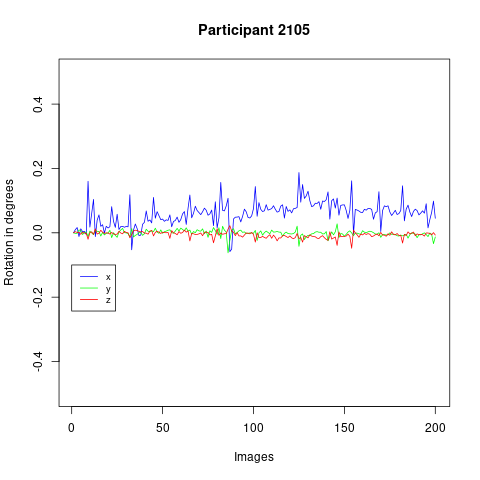 Participant 2105
Rotation in degrees
0.4
0.2
0.0
-0.2
-0.4
x
y
z
0 50 100 150 200
Images